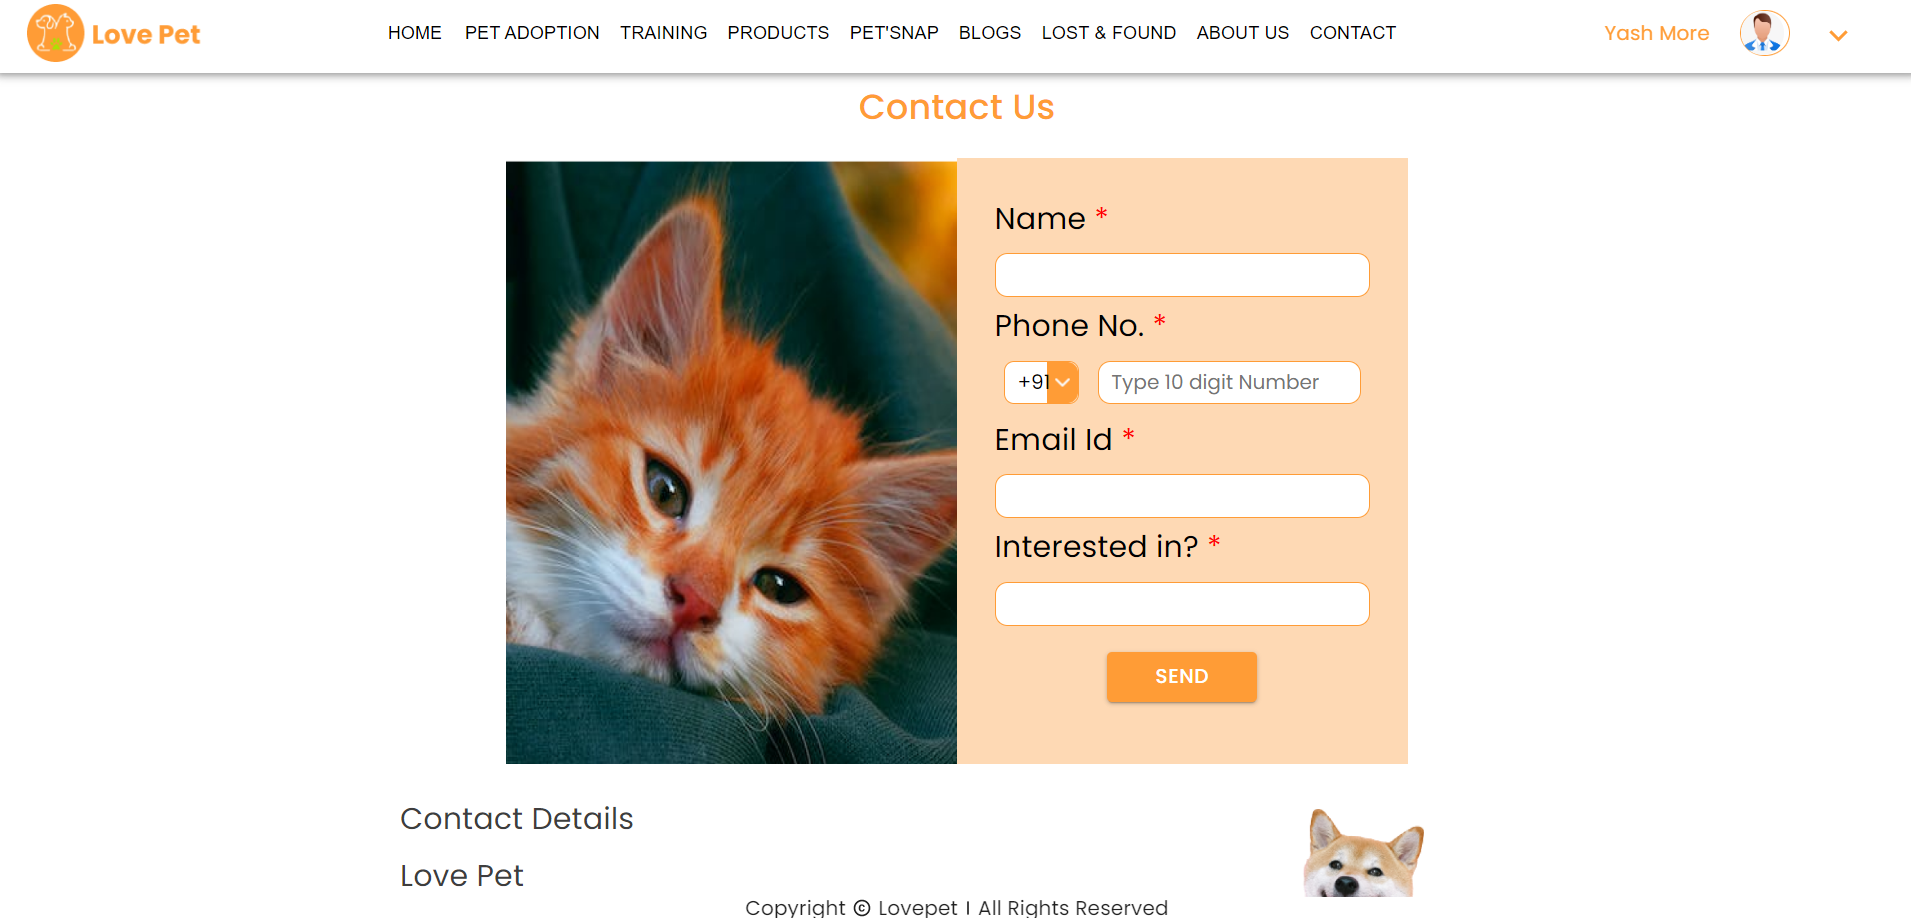 Love Pet
HOME PET ADOPTION TRAINING PRODUCTS PET'SNAP BLOGS LOST & FOUND ABOUT US CONTACT
Yash More
Contact Us
Name *
Phone No. *
+91 Type 10 digit Number
Email Id *
Interested in? *
SEND
Contact Details
Love Pet
Copyright © Lovepet I All Rights Reserved